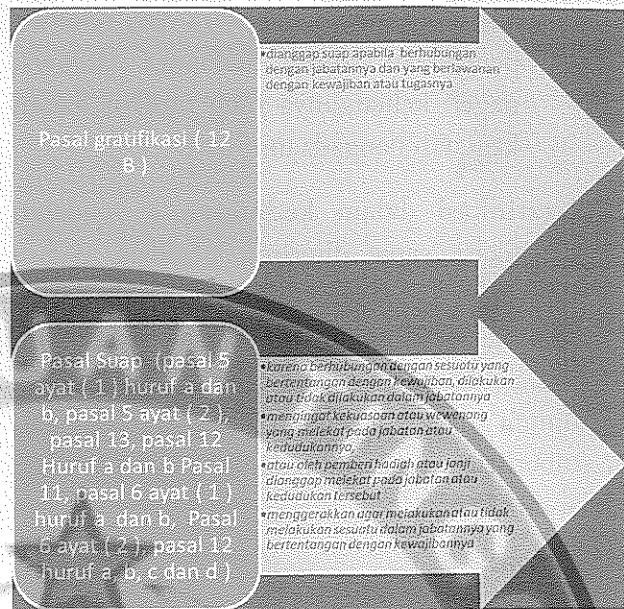 Pasal gratifikasi ( 12
B )
•dianggap suap apabila berhubungan
dengan jabatannya dan yang berlawanan
dengan kewajiban atau tugasnya
Pasal Suap (pasal 5
ayat ( 1 ) huruf a dan
b, pasal 5 ayat ( 2 ),
pasal 13, pasal 12
Huruf a dan b Pasal
11, pasal 6 ayat ( 1 )
huruf a dan b, Pasal
6 ayat ( 2 ) pasal 12
huruf a, b, c dan d )
•karena berhubungan dengan sesuatu yang
bertentangan dengan kewajiban, dilakukan
atau tidak dilakukan dalam jabatannya
•mengingat kekuasaan atau wewenang
yang melekat pada jabatan atau
kedudukannya,
•atau oleh pemberi hadiah atau janji
dianggap melekat pada jabatan atau
kedudukan tersebut
•menggerakkan agar melakukan atau tidak
melakukan sesuatu dalam jabatannya yang
bertentangan dengan kewajibannya